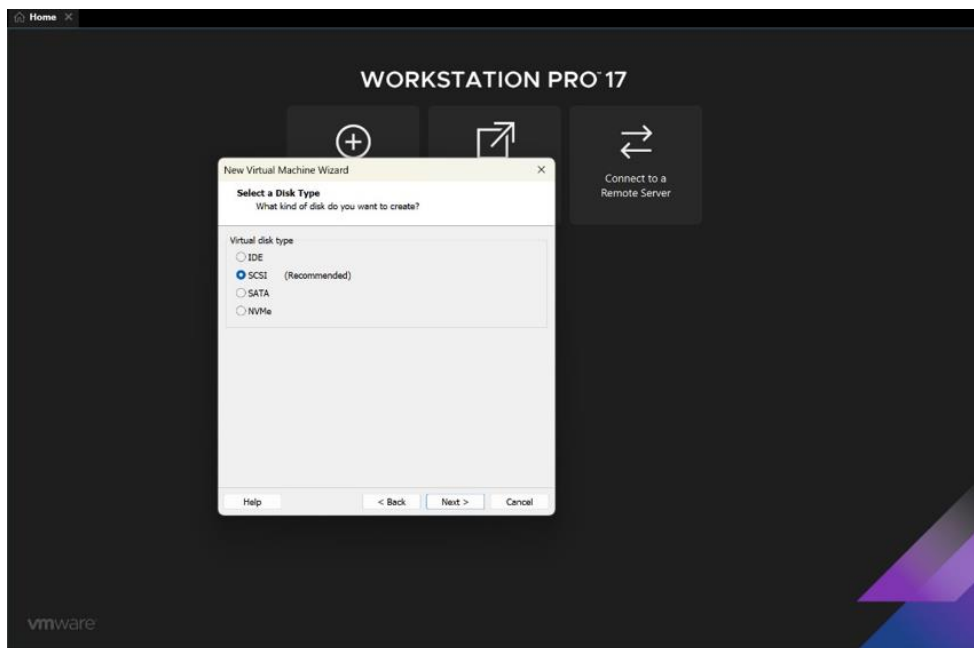 Home
WORKSTATION PRO™ 17
Connect to a
Remote Server
New Virtual Machine Wizard
Select a Disk Type
What kind of disk do you want to create?
Virtual disk type
IDE
SCSI (Recommended)
SATA
NVMe
Help < Back Next > Cancel
vmware